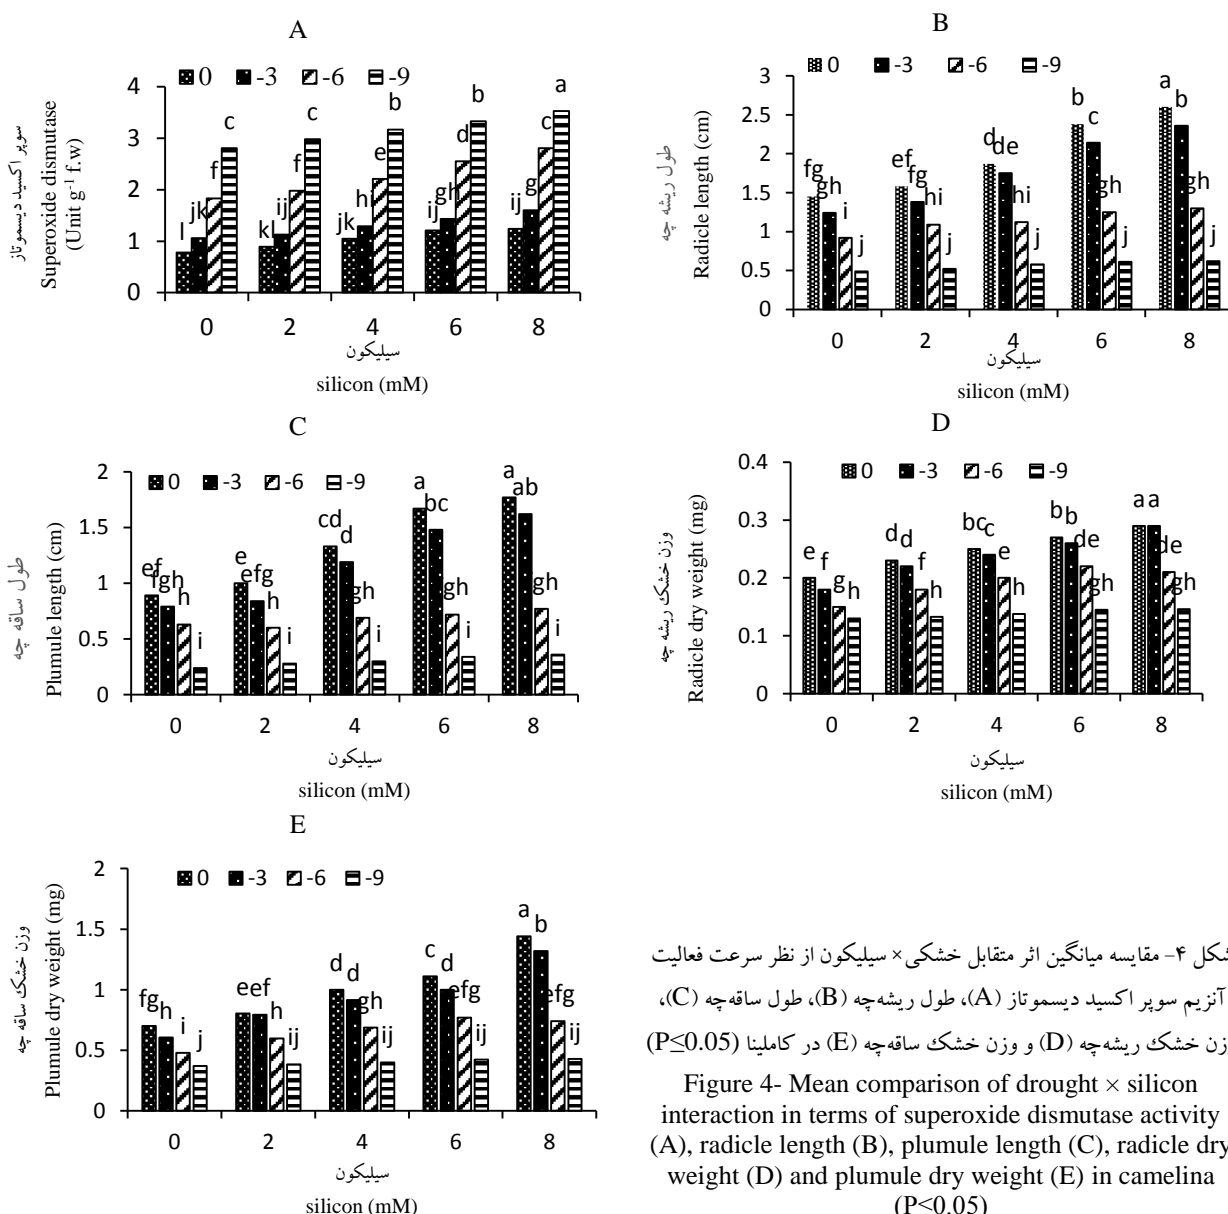 A
0 -3 -6 -9
سوپر اکسید دیسموتاز
Superoxide dismutase
(Unit g⁻¹ f.w)
4
3
2
1
0
l jk f c
kl ij f c
jk h e b
ij gh d b
ij g c a
0 2 4 6 8
سیلیکون
silicon (mM)
B
0 -3 -6 -9
طول ریشه چه
Radicle length (cm)
3
2.5
2
1.5
1
0.5
0
fg gh i j
ef fg hi j
d de hi j
b c gh j
a b gh j
0 2 4 6 8
سیلیکون
silicon (mM)
C
0 -3 -6 -9
طول ساقه چه
Plumule length (cm)
2
1.5
1
0.5
0
ef fgh h i
e efg h i
cd d gh i
a bc gh i
a ab gh i
0 2 4 6 8
سیلیکون
silicon (mM)
D
0 -3 -6 -9
وزن خشک ریشه چه
Radicle dry weight (mg)
0.4
0.3
0.2
0.1
0
e f g h
d d f h
bc c e h
b b de gh
a a de gh
0 2 4 6 8
سیلیکون
silicon (mM)
E
0 -3 -6 -9
وزن خشک ساقه چه
Plumule dry weight (mg)
2
1.5
1
0.5
0
fg h i j
e ef h ij
d d gh ij
c d efg ij
a b efg ij
0 2 4 6 8
سیلیکون
silicon (mM)
شکل ۴- مقایسه میانگین اثر متقابل خشکی× سیلیکون از نظر سرعت فعالیت
آنزیم سوپر اکسید دیسموتاز (A)، طول ریشه‌چه (B)، طول ساقه‌چه (C)،
وزن خشک ریشه‌چه (D) و وزن خشک ساقه‌چه (E) در کاملینا (P≤0.05)
Figure 4- Mean comparison of drought × silicon
interaction in terms of superoxide dismutase activity
(A), radicle length (B), plumule length (C), radicle dry
weight (D) and plumule dry weight (E) in camelina
(P≤0.05)